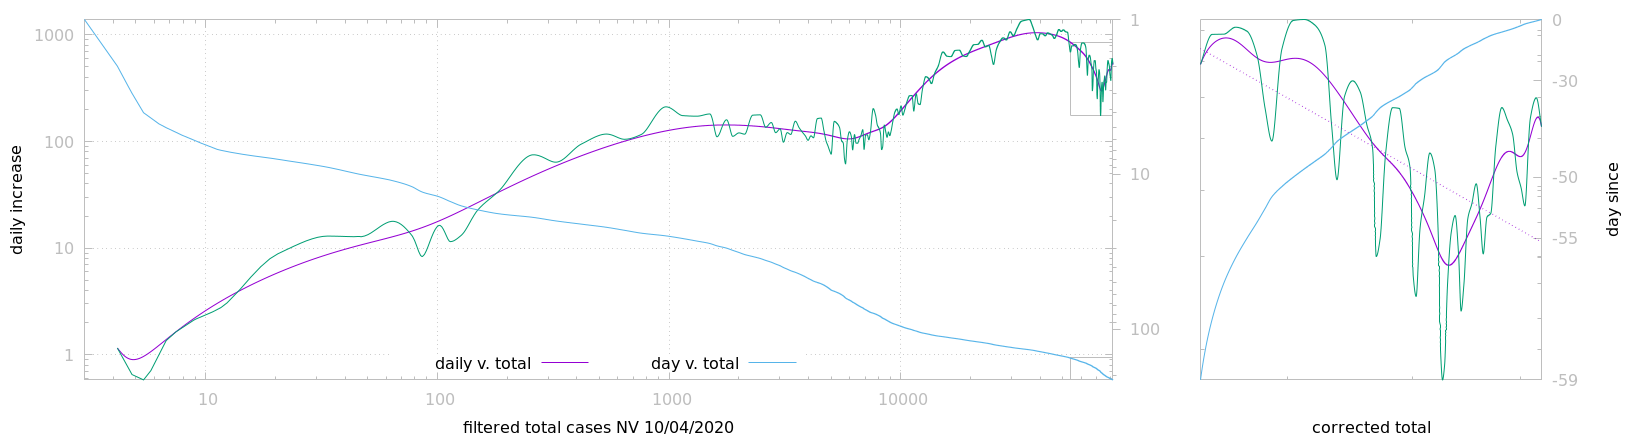 1000
100
10
1
daily increase
10
100
1000
10000
filtered total cases NV 10/04/2020
daily v. total
day v. total
1
10
100
0
-30
-50
-55
-59
day since
corrected total